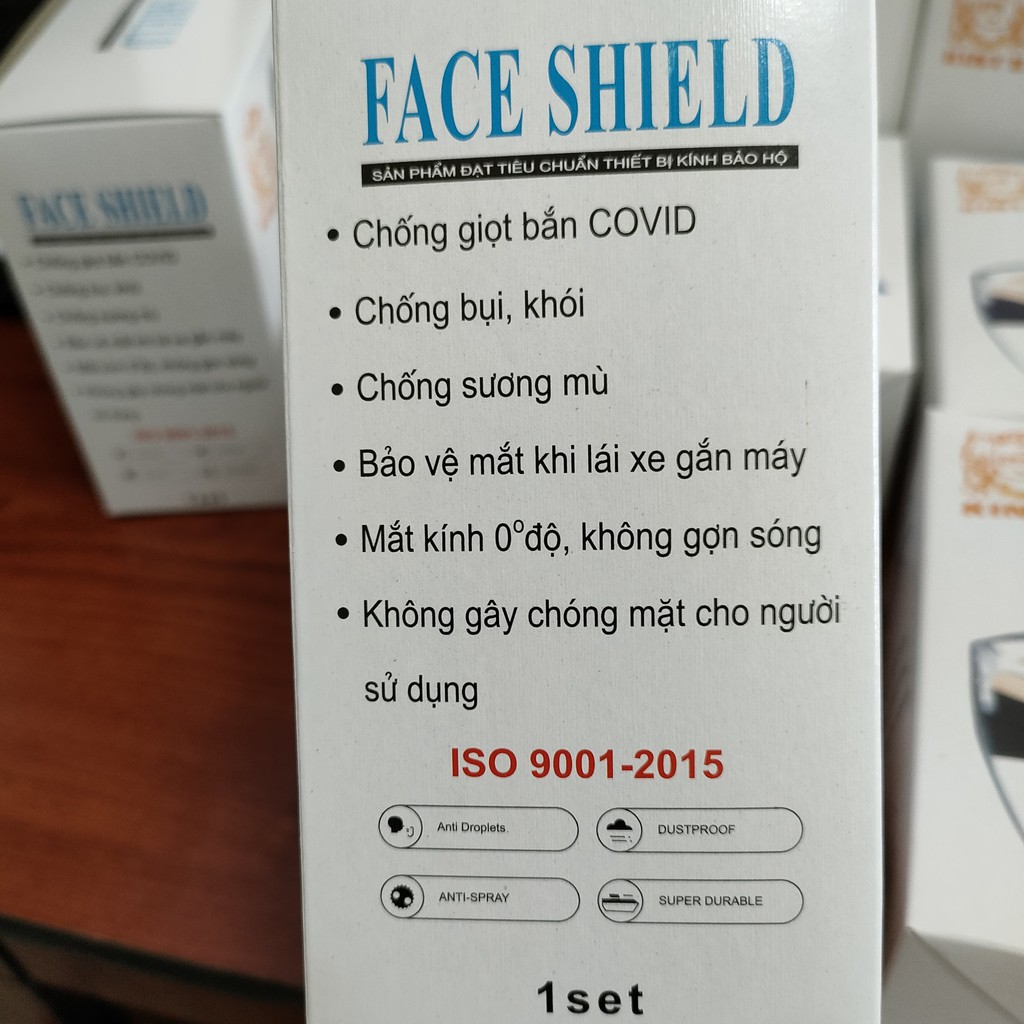 FACE SHIELD
SẢN PHẨM ĐẠT TIÊU CHUẨN THIẾT BỊ KÍNH BẢO HỘ
• Chống giọt bắn COVID
• Chống bụi, khói
• Chống sương mù
• Bảo vệ mắt khi lái xe gắn máy
• Mắt kính 0°độ, không gợn sóng
• Không gây chóng mặt cho người
sử dụng
ISO 9001-2015
Anti Droplets
DUSTPROOF
ANTI-SPRAY
SUPER DURABLE
1set
FACE SHIELD